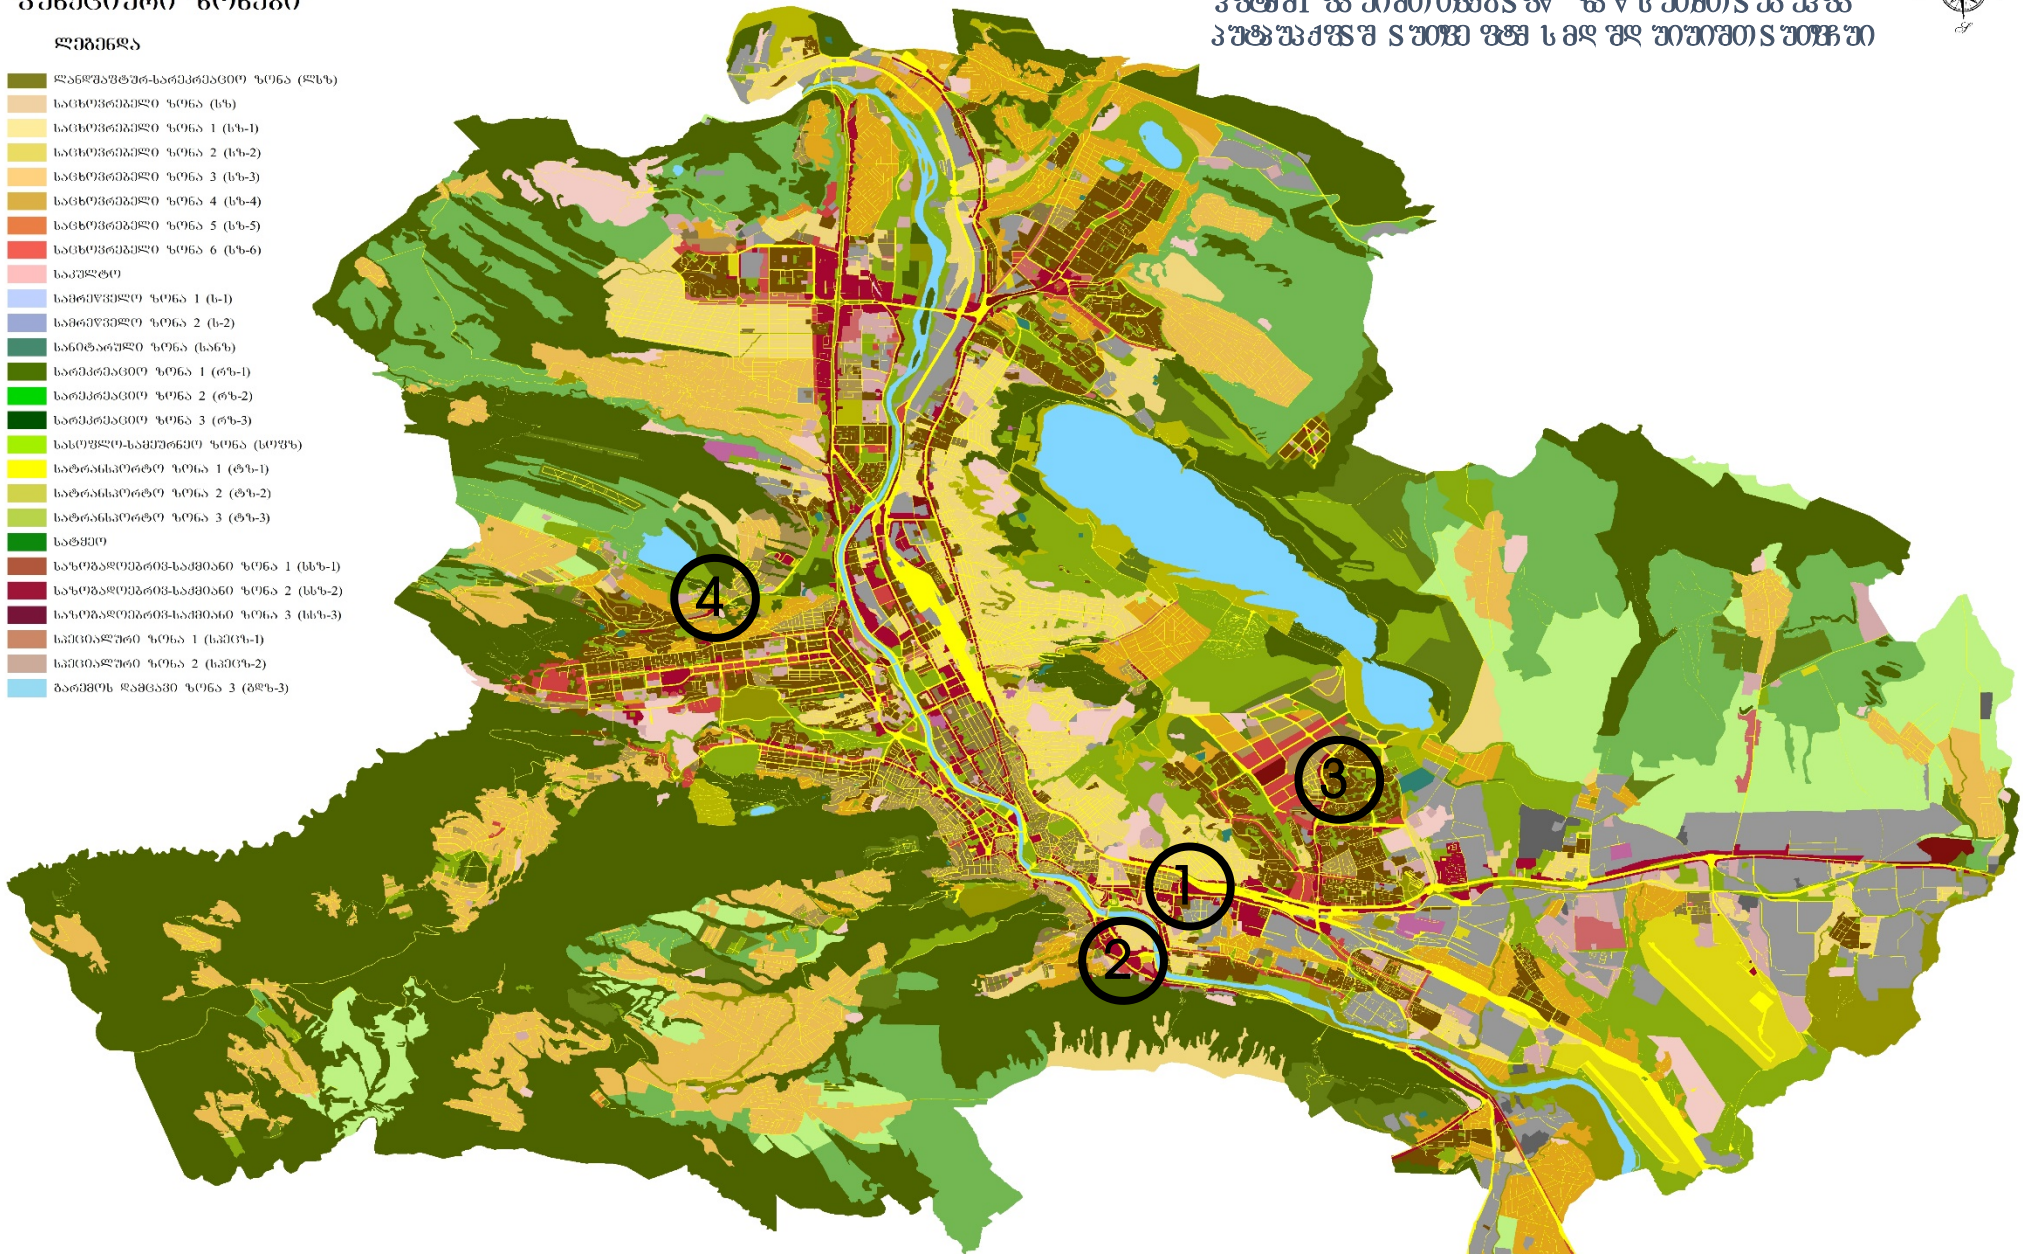 ფუნქციური ზონები
ლეგენდა
ლანდშაფტურ-სარეკრეაციო ზონა (ლსზ)
საცხოვრებელი ზონა (სზ)
საცხოვრებელი ზონა 1 (სზ-1)
საცხოვრებელი ზონა 2 (სზ-2)
საცხოვრებელი ზონა 3 (სზ-3)
საცხოვრებელი ზონა 4 (სზ-4)
საცხოვრებელი ზონა 5 (სზ-5)
საცხოვრებელი ზონა 6 (სზ-6)
საკულტო
სამრეწველო ზონა 1 (ს-1)
სამრეწველო ზონა 2 (ს-2)
სანიტარული ზონა (სანზ)
სარეკრეაციო ზონა 1 (რზ-1)
სარეკრეაციო ზონა 2 (რზ-2)
სარეკრეაციო ზონა 3 (რზ-3)
სასოფლო-სამეურნეო ზონა (სოფზ)
სატრანსპორტო ზონა 1 (ტზ-1)
სატრანსპორტო ზონა 2 (ტზ-2)
სატრანსპორტო ზონა 3 (ტზ-3)
სატყეო
საზოგადოებრივ-საქმიანი ზონა 1 (სსზ-1)
საზოგადოებრივ-საქმიანი ზონა 2 (სსზ-2)
საზოგადოებრივ-საქმიანი ზონა 3 (სსზ-3)
სპეციალური ზონა 1 (სპეცზ-1)
სპეციალური ზონა 2 (სპეცზ-2)
გარემოს დამცავი ზონა 3 (გდზ-3)
4
3
1
2